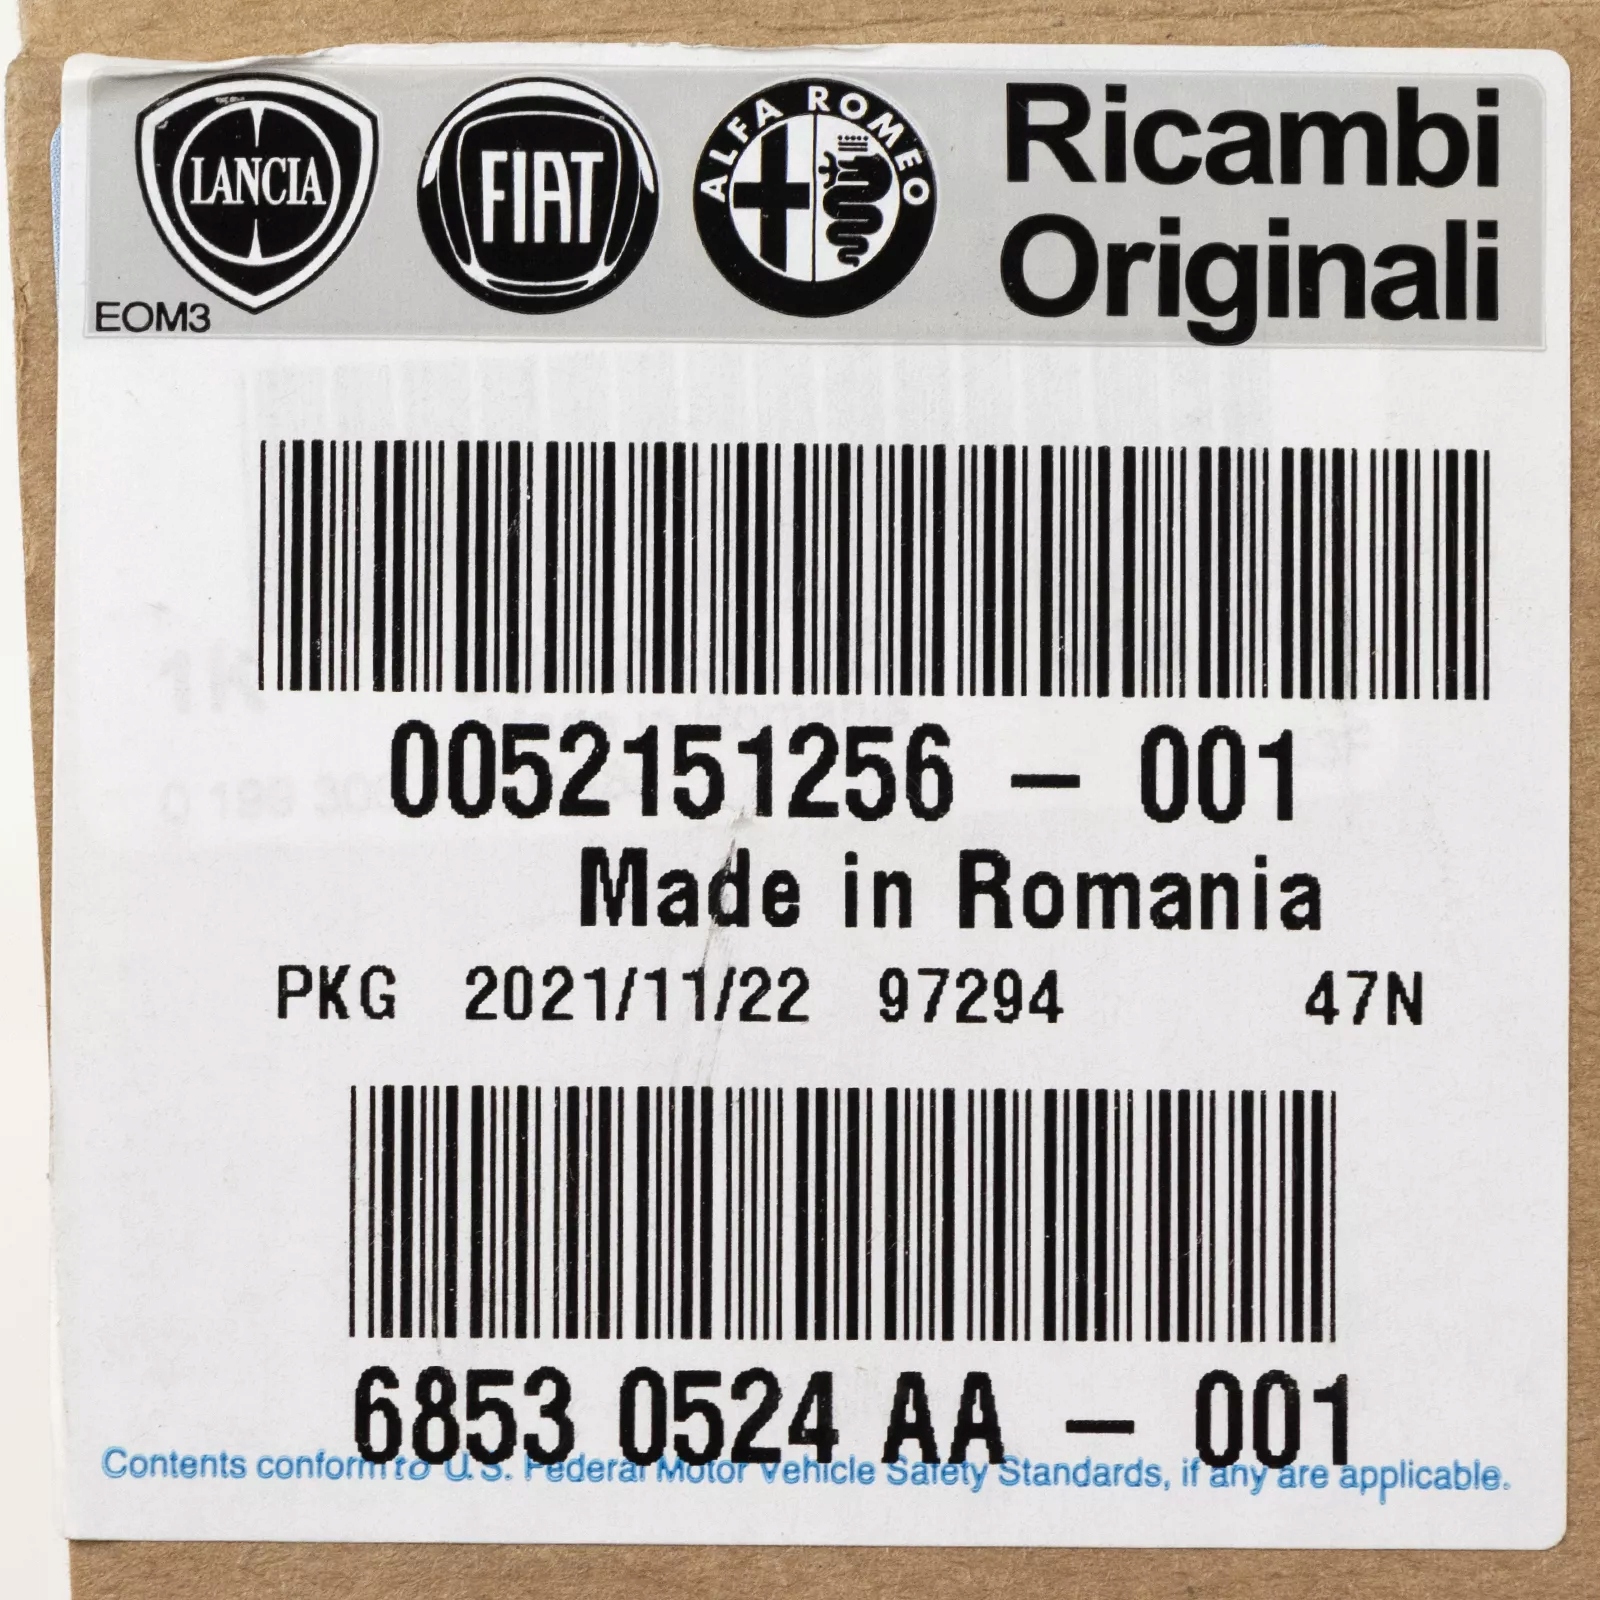 LANCIA
FIAT
ALFA ROMEO
Ricambi
Originali
EOM3
0052151256 – 001
Made in Romania
PKG 2021/11/22 97294 47N
6853 0524 AA – 001
Contents conform to U.S. Federal Motor Vehicle Safety Standards, if any are applicable.